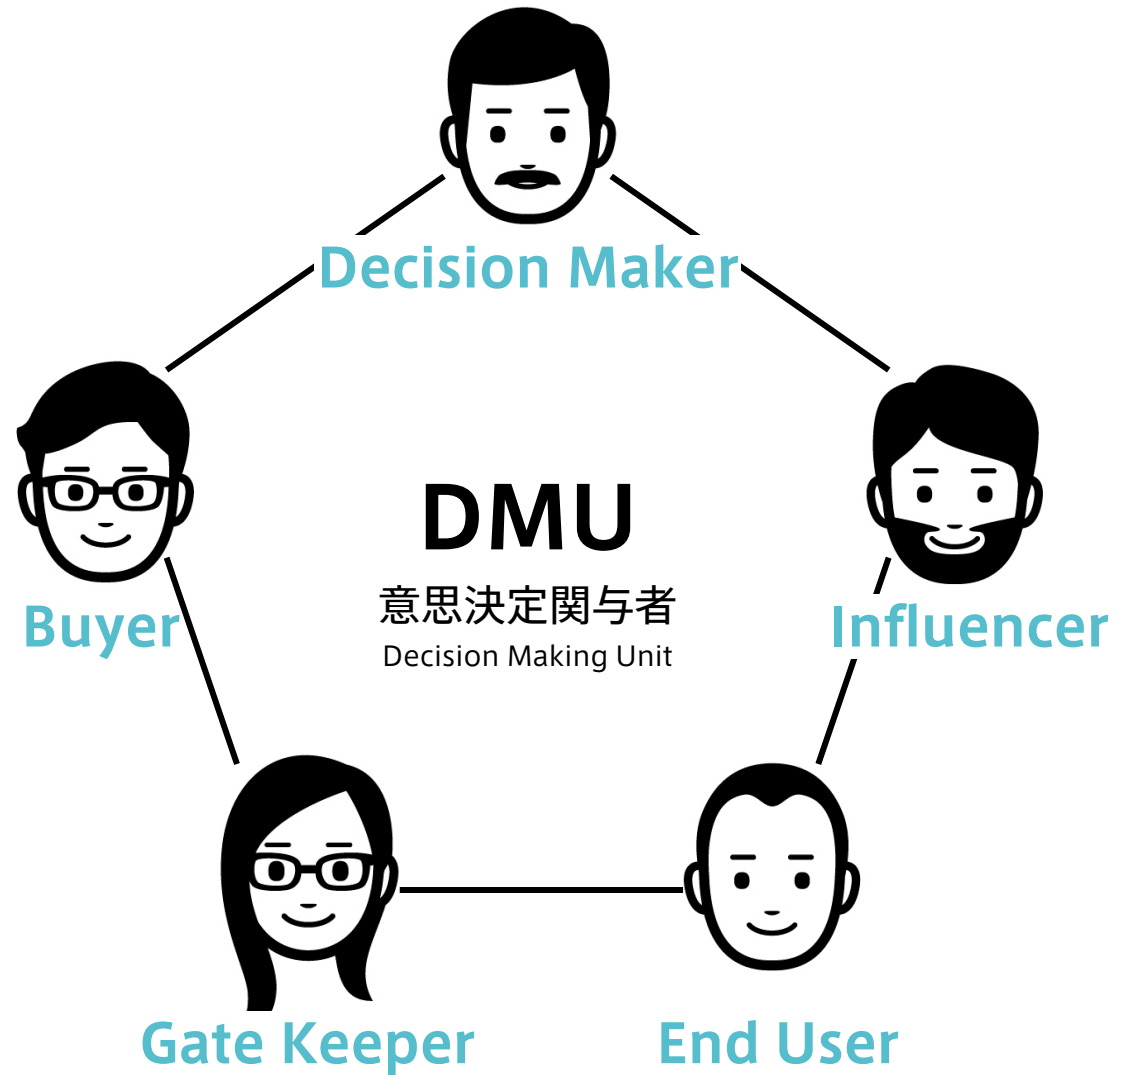 Decision Maker
DMU
意思決定関与者
Decision Making Unit
Buyer
Influencer
Gate Keeper
End User